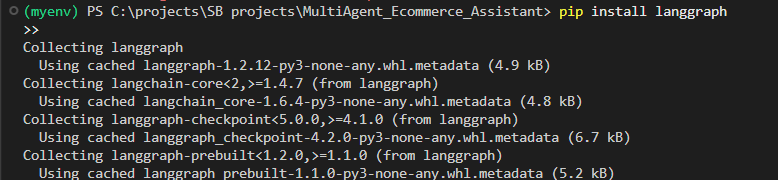 (myenv) PS C:\projects\SB projects\MultiAgent_Ecommerce_Assistant> pip install langgraph
>>
Collecting langgraph
  Using cached langgraph-1.2.12-py3-none-any.whl.metadata (4.9 kB)
Collecting langchain-core<2,>=1.4.7 (from langgraph)
  Using cached langchain_core-1.6.4-py3-none-any.whl.metadata (4.8 kB)
Collecting langgraph-checkpoint<5.0.0,>=4.1.0 (from langgraph)
  Using cached langgraph_checkpoint-4.2.0-py3-none-any.whl.metadata (6.7 kB)
Collecting langgraph-prebuilt<1.2.0,>=1.1.0 (from langgraph)
  Using cached langgraph_prebuilt-1.1.0-py3-none-any.whl.metadata (5.2 kB)